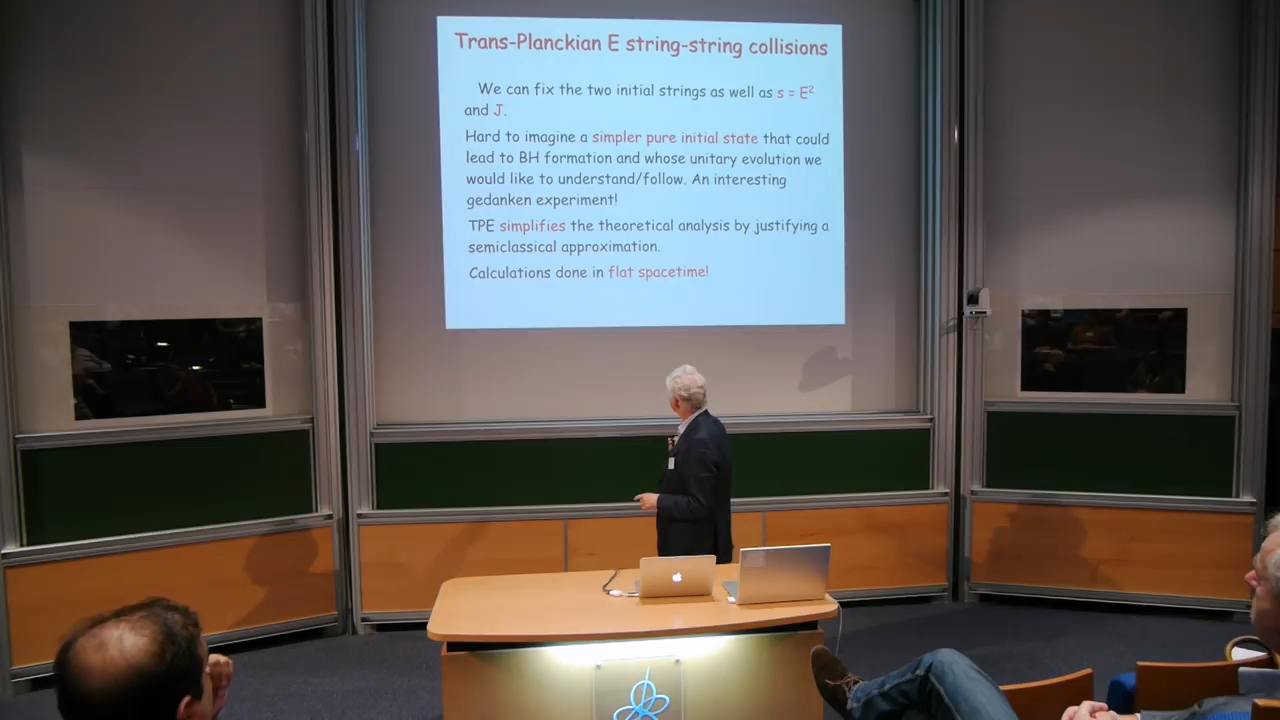 Trans-Planckian E string-string collisions
We can fix the two initial strings as well as s = E²
and J.
Hard to imagine a simpler pure initial state that could
lead to BH formation and whose unitary evolution we
would like to understand/follow. An interesting
gedanken experiment!
TPE simplifies the theoretical analysis by justifying a
semiclassical approximation.
Calculations done in flat spacetime!